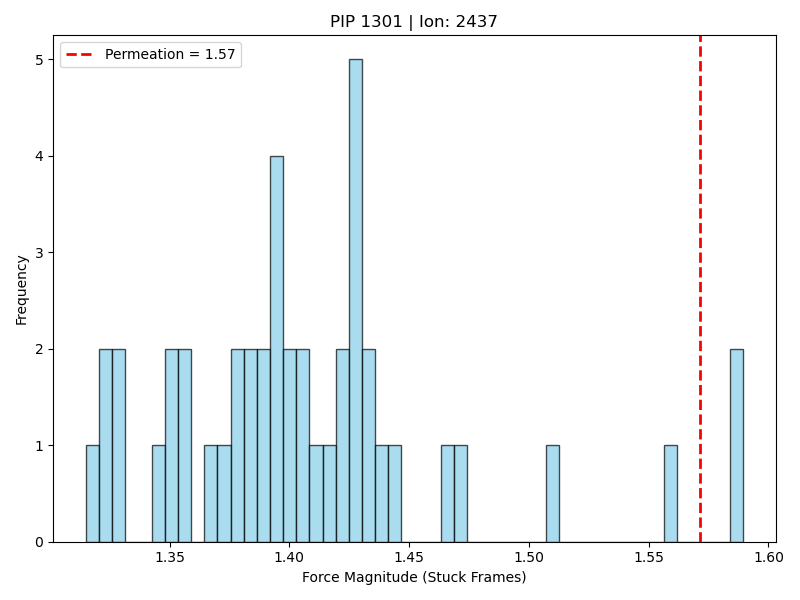 PIP 1301 | Ion: 2437
Permeation = 1.57
Frequency
5
4
3
2
1
0
1.35 1.40 1.45 1.50 1.55 1.60
Force Magnitude (Stuck Frames)